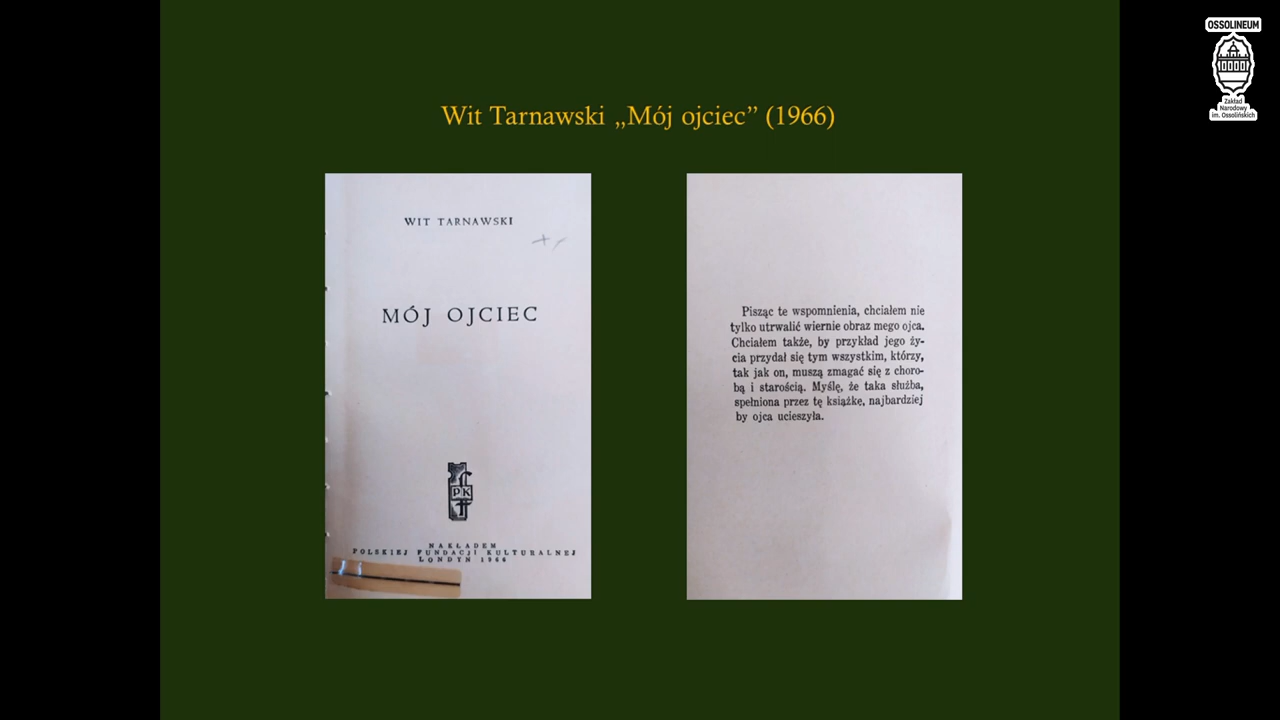 OSSOLINEUM
Zakład
Narodowy
im. Ossolińskich
Wit Tarnawski „Mój ojciec” (1966)
WIT TARNAWSKI
MÓJ OJCIEC
PK
NAKŁADEM
POLSKIEJ FUNDACJI KULTURALNEJ
LONDYN 1966
Pisząc te wspomnienia, chciałem nie
tylko utrwalić wiernie obraz mego ojca.
Chciałem także, by przykład jego ży-
cia przydał się tym wszystkim, którzy,
tak jak on, muszą zmagać się z choro-
bą i starością. Myślę, że taka służba,
spełniona przez tę książkę, najbardziej
by ojca ucieszyła.